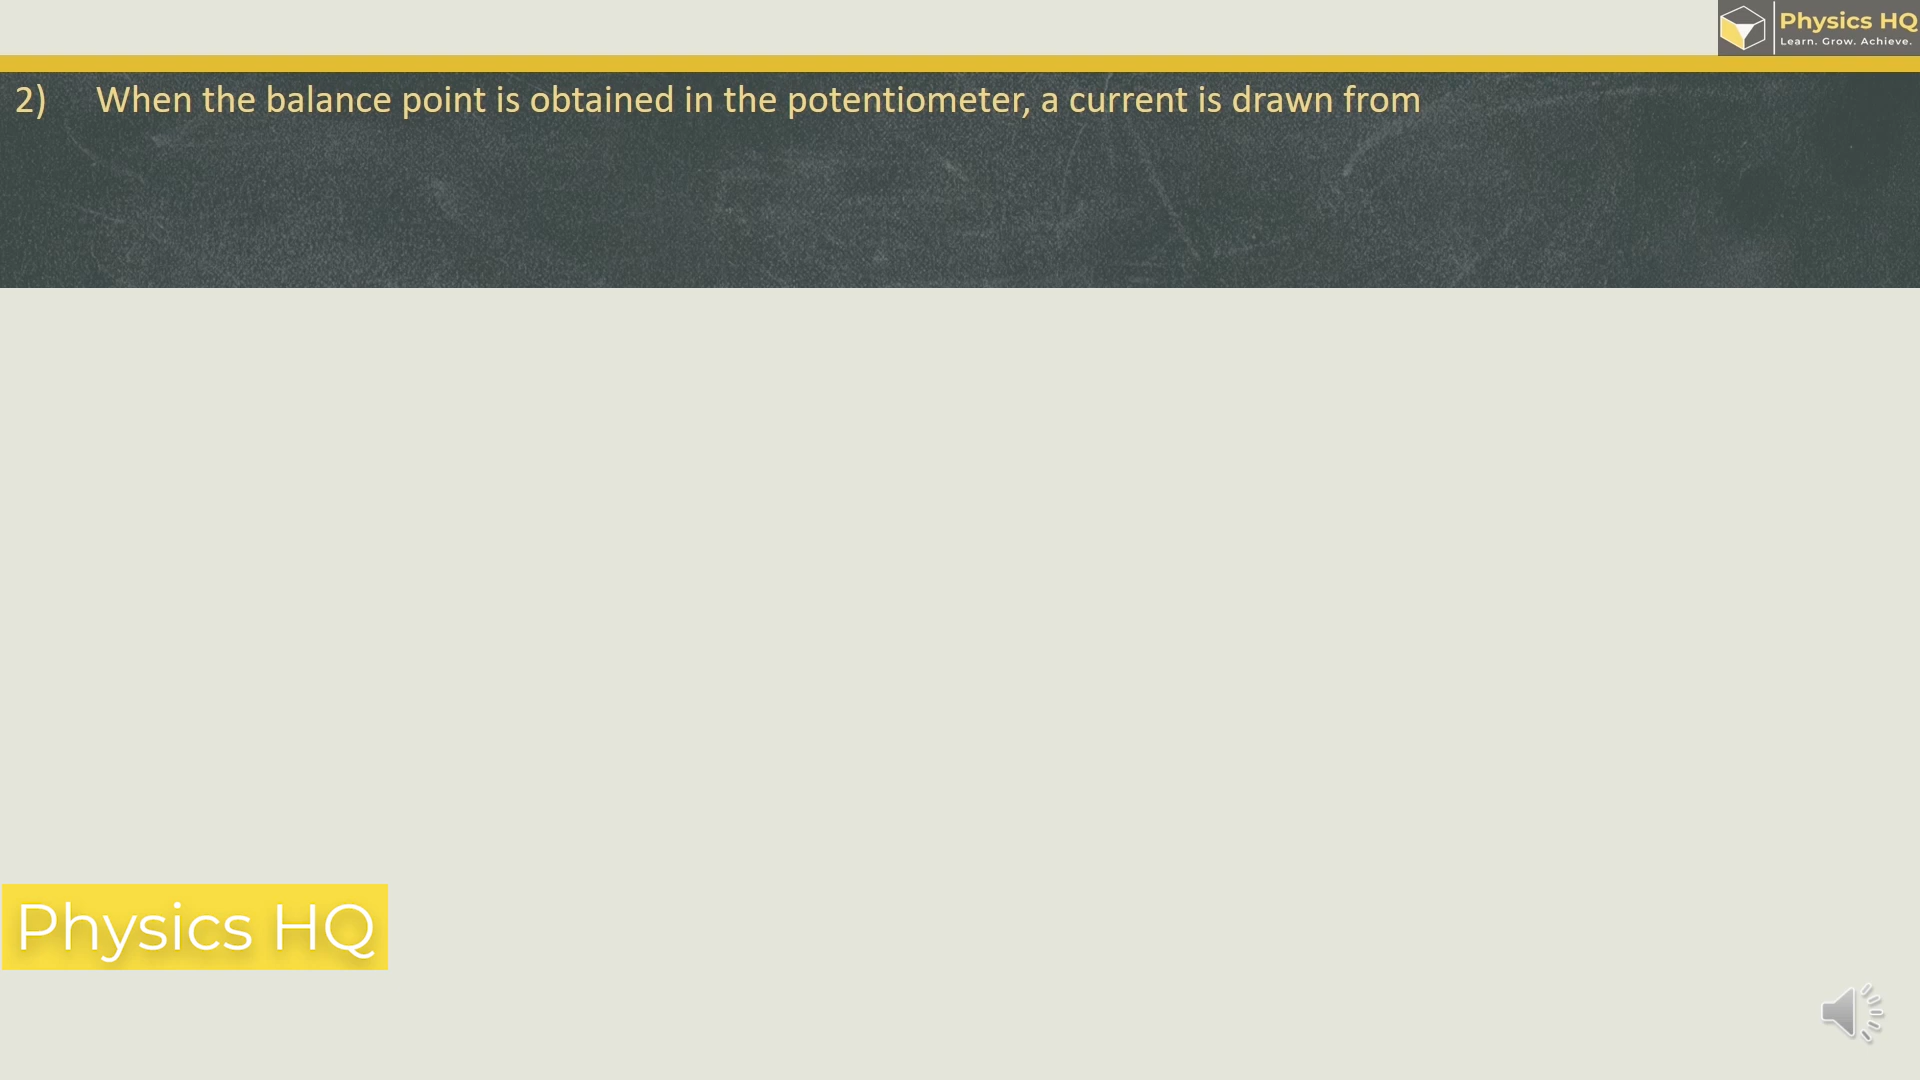 Physics HQ
Learn. Grow. Achieve.
2) When the balance point is obtained in the potentiometer, a current is drawn from
Physics HQ